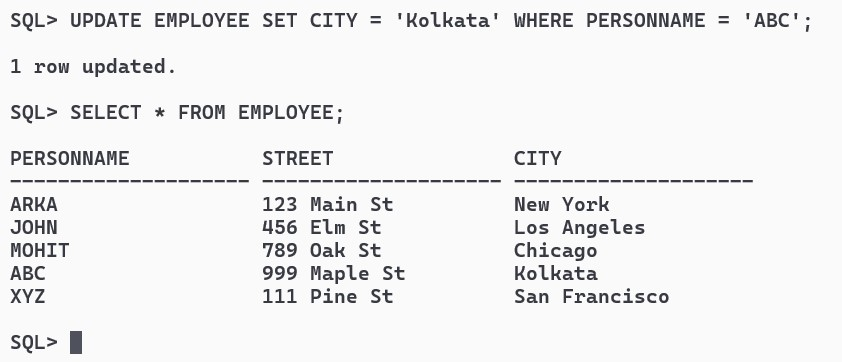 SQL> UPDATE EMPLOYEE SET CITY = 'Kolkata' WHERE PERSONNAME = 'ABC';
1 row updated.
SQL> SELECT * FROM EMPLOYEE;
PERSONNAME           STREET               CITY
-------------------- -------------------- --------------------
ARKA                 123 Main St          New York
JOHN                 456 Elm St           Los Angeles
MOHIT                789 Oak St           Chicago
ABC                  999 Maple St         Kolkata
XYZ                  111 Pine St          San Francisco
SQL>